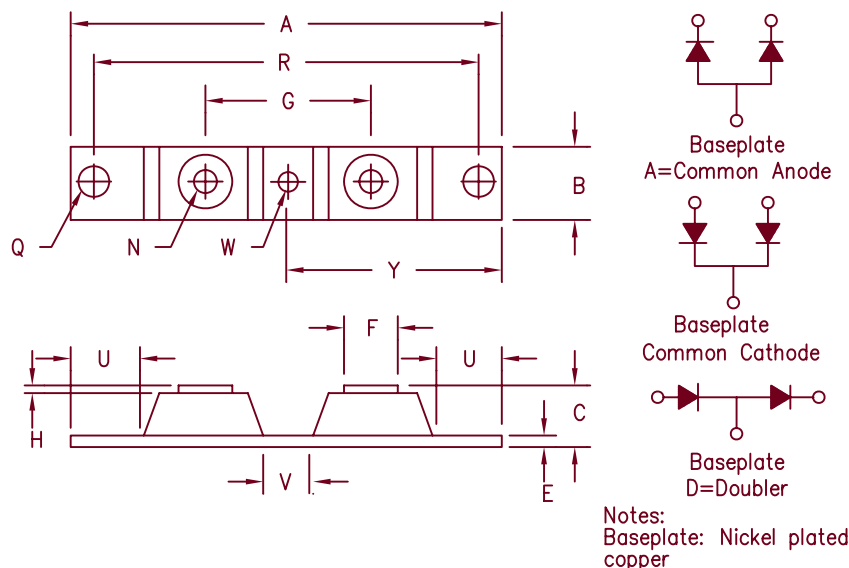 A
R
G
B
Q
N
W
Y
F
U
U
C
H
V
E
Baseplate
A=Common Anode
Baseplate
Common Cathode
Baseplate
D=Doubler
Notes:
Baseplate: Nickel plated
copper